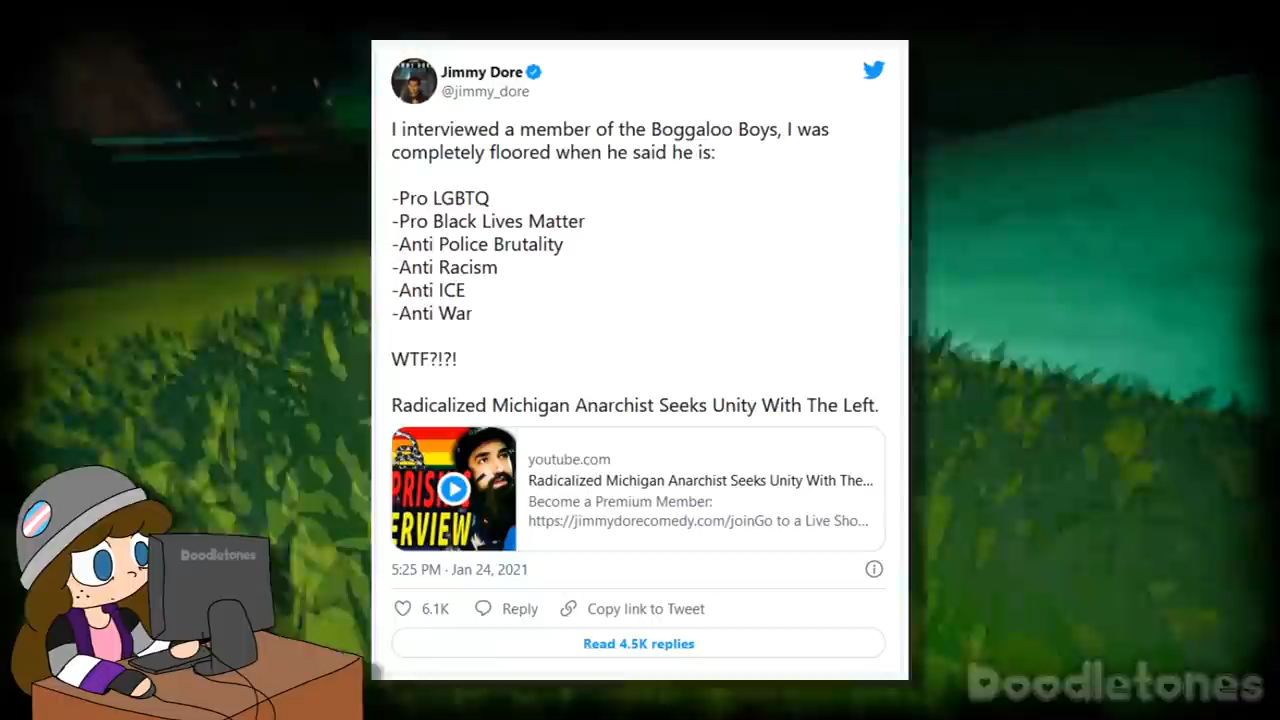 Jimmy Dore
@jimmy_dore
I interviewed a member of the Boggaloo Boys, I was
completely floored when he said he is:
-Pro LGBTQ
-Pro Black Lives Matter
-Anti Police Brutality
-Anti Racism
-Anti ICE
-Anti War
WTF?!?!
Radicalized Michigan Anarchist Seeks Unity With The Left.
PRISING
ERVIEW
youtube.com
Radicalized Michigan Anarchist Seeks Unity With The...
Become a Premium Member:
https://jimmydorecomedy.com/joinGo to a Live Sho...
5:25 PM · Jan 24, 2021
6.1K Reply Copy link to Tweet
Read 4.5K replies
Doodletones
Doodletones